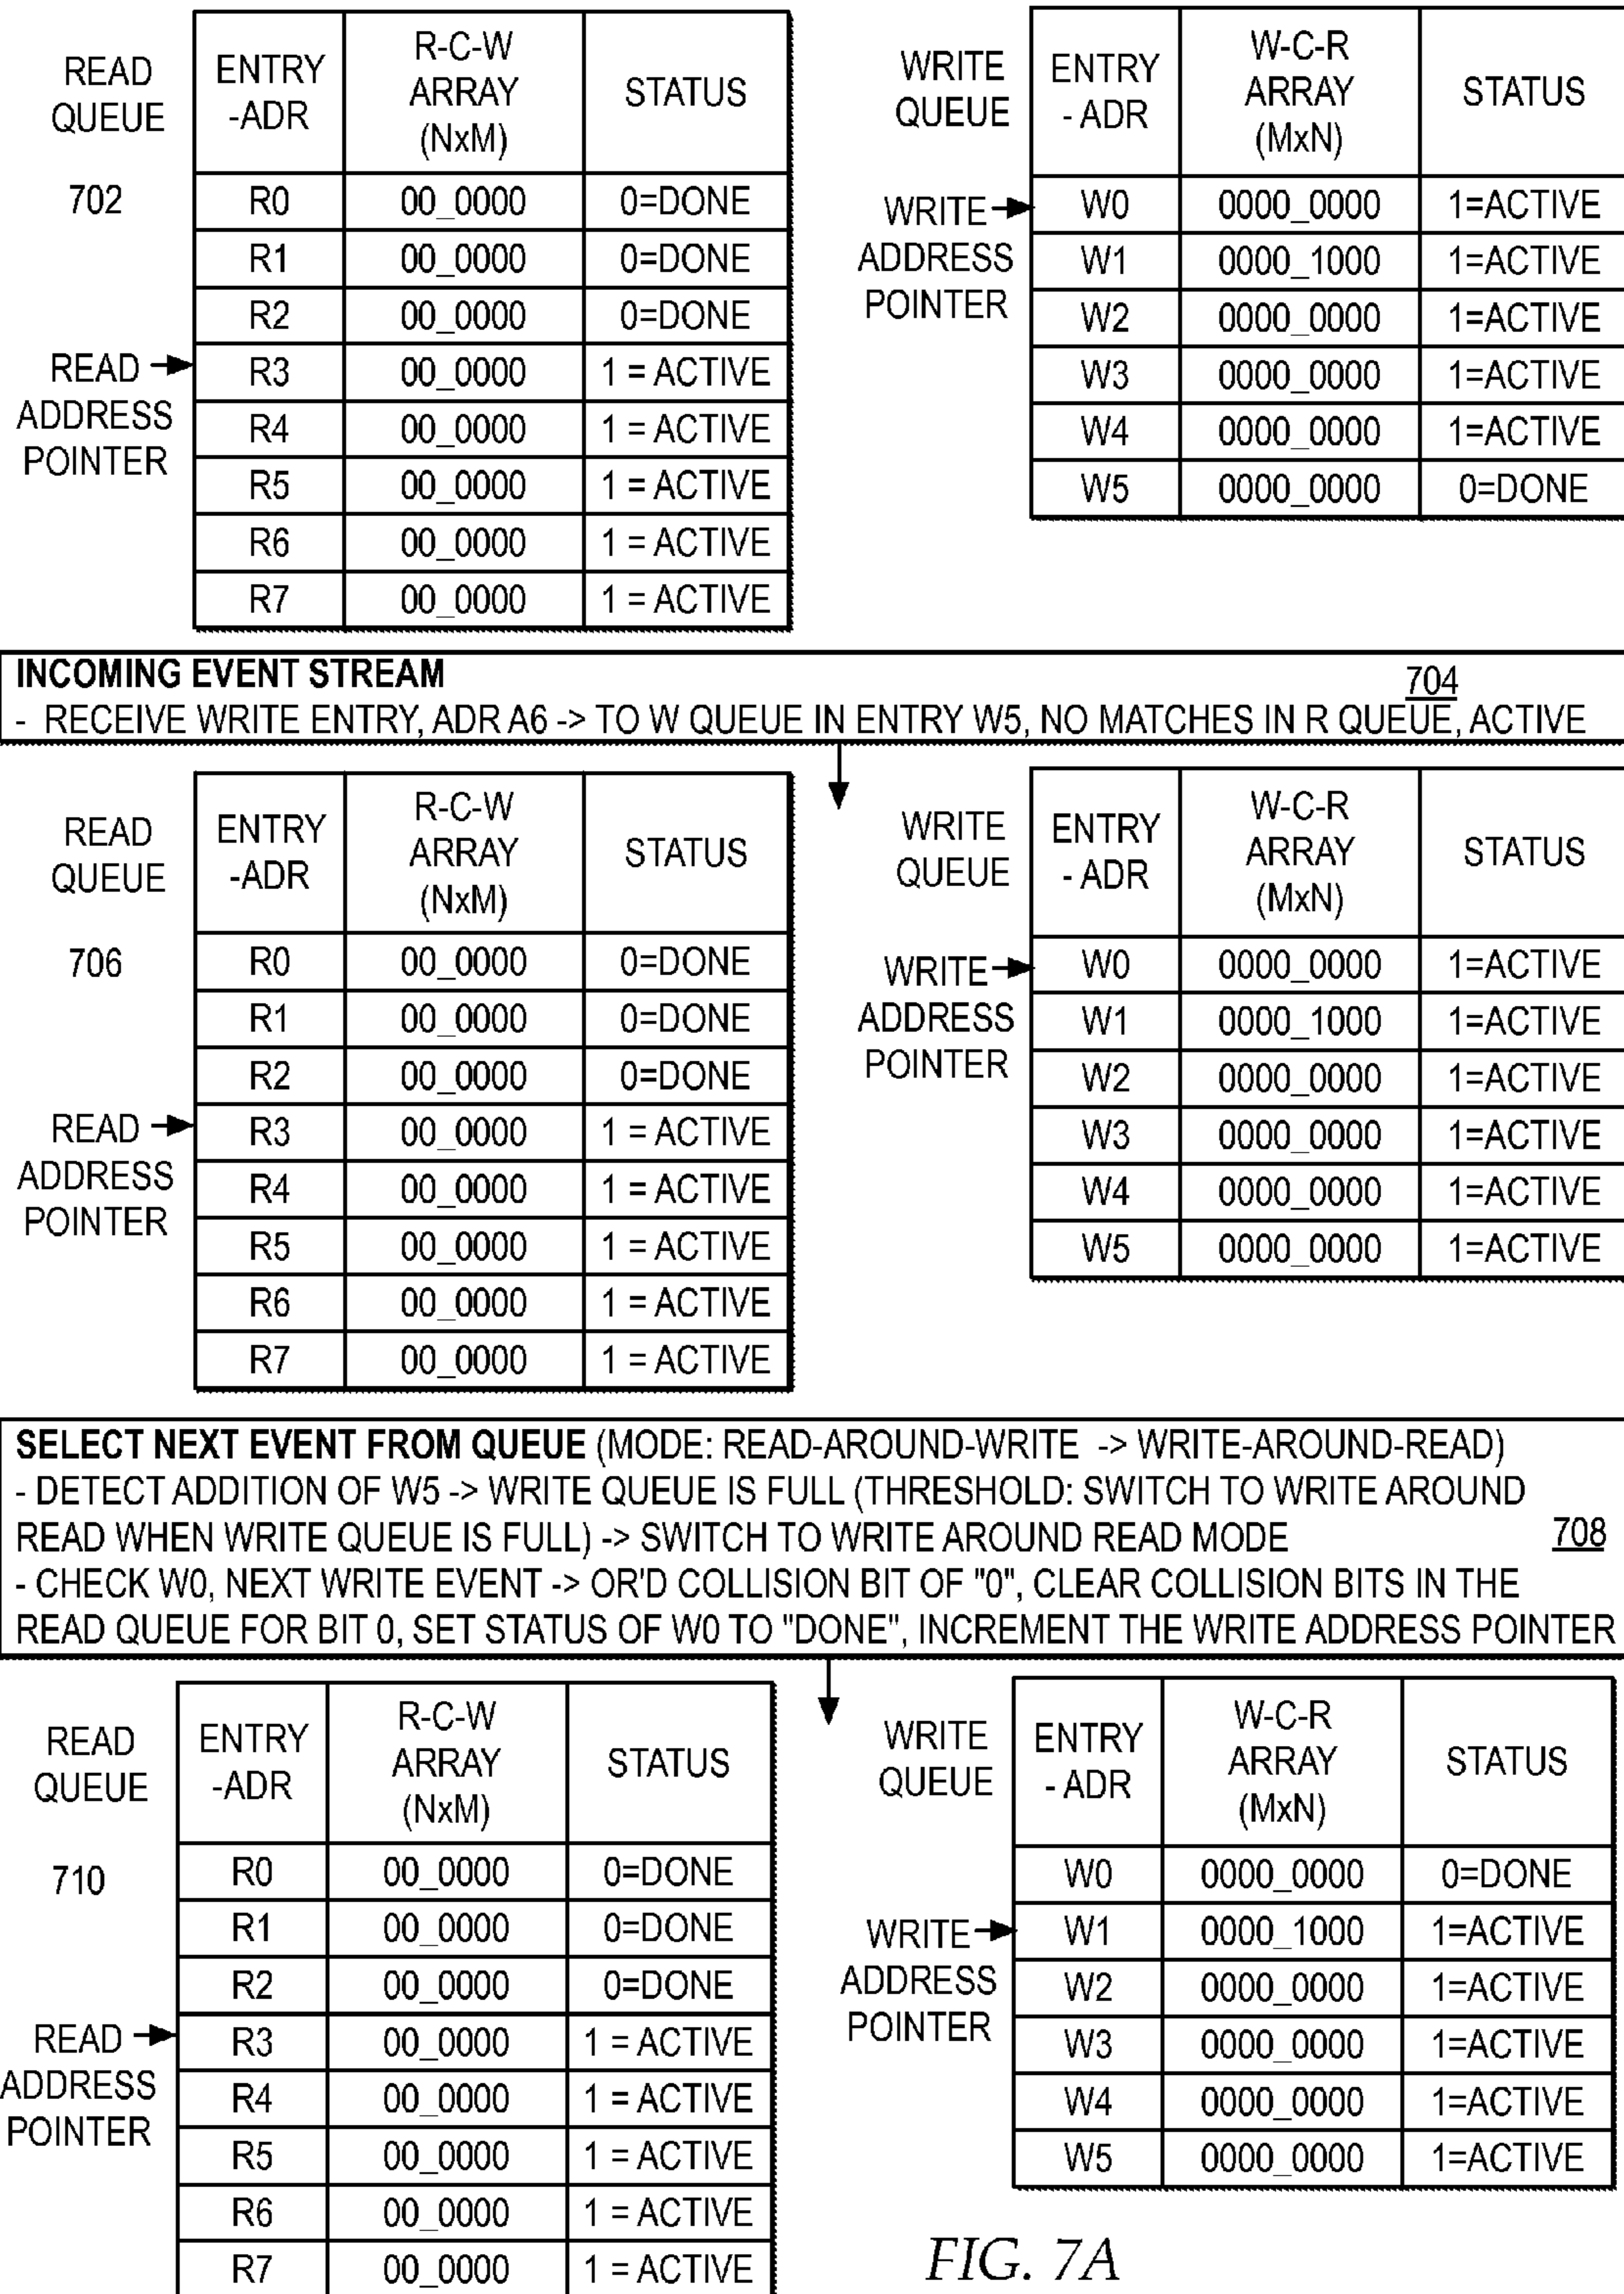 READ QUEUE
702
ENTRY -ADR | R-C-W ARRAY (NxM) | STATUS
R0 | 00_0000 | 0=DONE
R1 | 00_0000 | 0=DONE
R2 | 00_0000 | 0=DONE
READ ADDRESS POINTER
R3 | 00_0000 | 1 = ACTIVE
R4 | 00_0000 | 1 = ACTIVE
R5 | 00_0000 | 1 = ACTIVE
R6 | 00_0000 | 1 = ACTIVE
R7 | 00_0000 | 1 = ACTIVE
WRITE QUEUE
ENTRY - ADR | W-C-R ARRAY (MxN) | STATUS
WRITE ADDRESS POINTER
W0 | 0000_0000 | 1=ACTIVE
W1 | 0000_1000 | 1=ACTIVE
W2 | 0000_0000 | 1=ACTIVE
W3 | 0000_0000 | 1=ACTIVE
W4 | 0000_0000 | 1=ACTIVE
W5 | 0000_0000 | 0=DONE
INCOMING EVENT STREAM
704
- RECEIVE WRITE ENTRY, ADR A6 -> TO W QUEUE IN ENTRY W5, NO MATCHES IN R QUEUE, ACTIVE
READ QUEUE
706
ENTRY -ADR | R-C-W ARRAY (NxM) | STATUS
R0 | 00_0000 | 0=DONE
R1 | 00_0000 | 0=DONE
R2 | 00_0000 | 0=DONE
READ ADDRESS POINTER
R3 | 00_0000 | 1 = ACTIVE
R4 | 00_0000 | 1 = ACTIVE
R5 | 00_0000 | 1 = ACTIVE
R6 | 00_0000 | 1 = ACTIVE
R7 | 00_0000 | 1 = ACTIVE
WRITE QUEUE
ENTRY - ADR | W-C-R ARRAY (MxN) | STATUS
WRITE ADDRESS POINTER
W0 | 0000_0000 | 1=ACTIVE
W1 | 0000_1000 | 1=ACTIVE
W2 | 0000_0000 | 1=ACTIVE
W3 | 0000_0000 | 1=ACTIVE
W4 | 0000_0000 | 1=ACTIVE
W5 | 0000_0000 | 1=ACTIVE
SELECT NEXT EVENT FROM QUEUE (MODE: READ-AROUND-WRITE -> WRITE-AROUND-READ)
- DETECT ADDITION OF W5 -> WRITE QUEUE IS FULL (THRESHOLD: SWITCH TO WRITE AROUND
READ WHEN WRITE QUEUE IS FULL) -> SWITCH TO WRITE AROUND READ MODE
708
- CHECK W0, NEXT WRITE EVENT -> OR'D COLLISION BIT OF "0", CLEAR COLLISION BITS IN THE
READ QUEUE FOR BIT 0, SET STATUS OF W0 TO "DONE", INCREMENT THE WRITE ADDRESS POINTER
READ QUEUE
710
ENTRY -ADR | R-C-W ARRAY (NxM) | STATUS
R0 | 00_0000 | 0=DONE
R1 | 00_0000 | 0=DONE
R2 | 00_0000 | 0=DONE
READ ADDRESS POINTER
R3 | 00_0000 | 1 = ACTIVE
R4 | 00_0000 | 1 = ACTIVE
R5 | 00_0000 | 1 = ACTIVE
R6 | 00_0000 | 1 = ACTIVE
R7 | 00_0000 | 1 = ACTIVE
WRITE QUEUE
ENTRY - ADR | W-C-R ARRAY (MxN) | STATUS
W0 | 0000_0000 | 0=DONE
WRITE ADDRESS POINTER
W1 | 0000_1000 | 1=ACTIVE
W2 | 0000_0000 | 1=ACTIVE
W3 | 0000_0000 | 1=ACTIVE
W4 | 0000_0000 | 1=ACTIVE
W5 | 0000_0000 | 1=ACTIVE
FIG. 7A